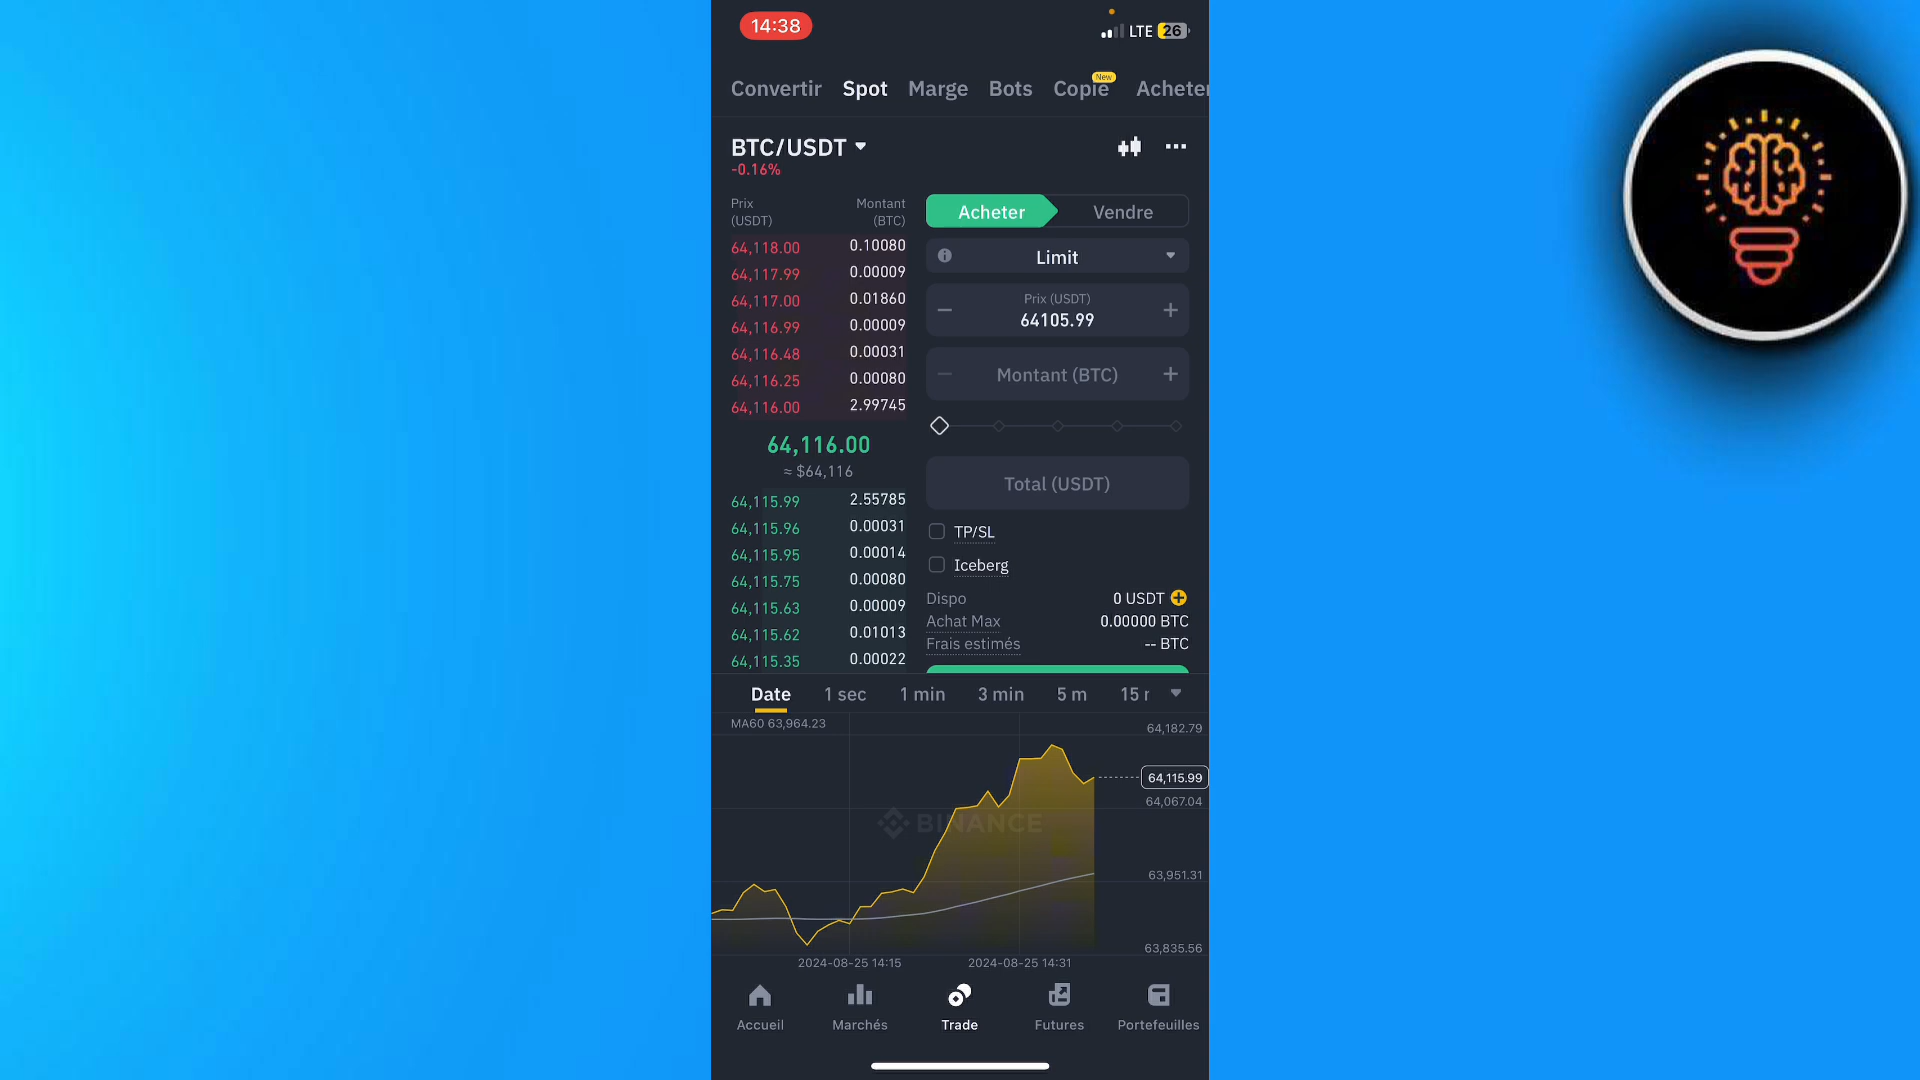 14:38
LTE 26
Convertir Spot Marge Bots Copie New Acheter
BTC/USDT
-0.16%
Prix (USDT) Montant (BTC)
64,118.00 0.10080
64,117.99 0.00009
64,117.00 0.01860
64,116.99 0.00009
64,116.48 0.00031
64,116.25 0.00080
64,116.00 2.99745
64,116.00
≈ $64,116
64,115.99 2.55785
64,115.96 0.00031
64,115.95 0.00014
64,115.75 0.00080
64,115.63 0.00009
64,115.62 0.01013
64,115.35 0.00022
Acheter Vendre
Limit
Prix (USDT)
64105.99
Montant (BTC)
Total (USDT)
TP/SL
Iceberg
Dispo 0 USDT
Achat Max 0.00000 BTC
Frais estimés -- BTC
Date 1 sec 1 min 3 min 5 m 15 r
MA60 63,964.23
64,182.79
64,115.99
64,067.04
BINANCE
63,951.31
63,835.56
2024-08-25 14:15 2024-08-25 14:31
Accueil Marchés Trade Futures Portefeuilles